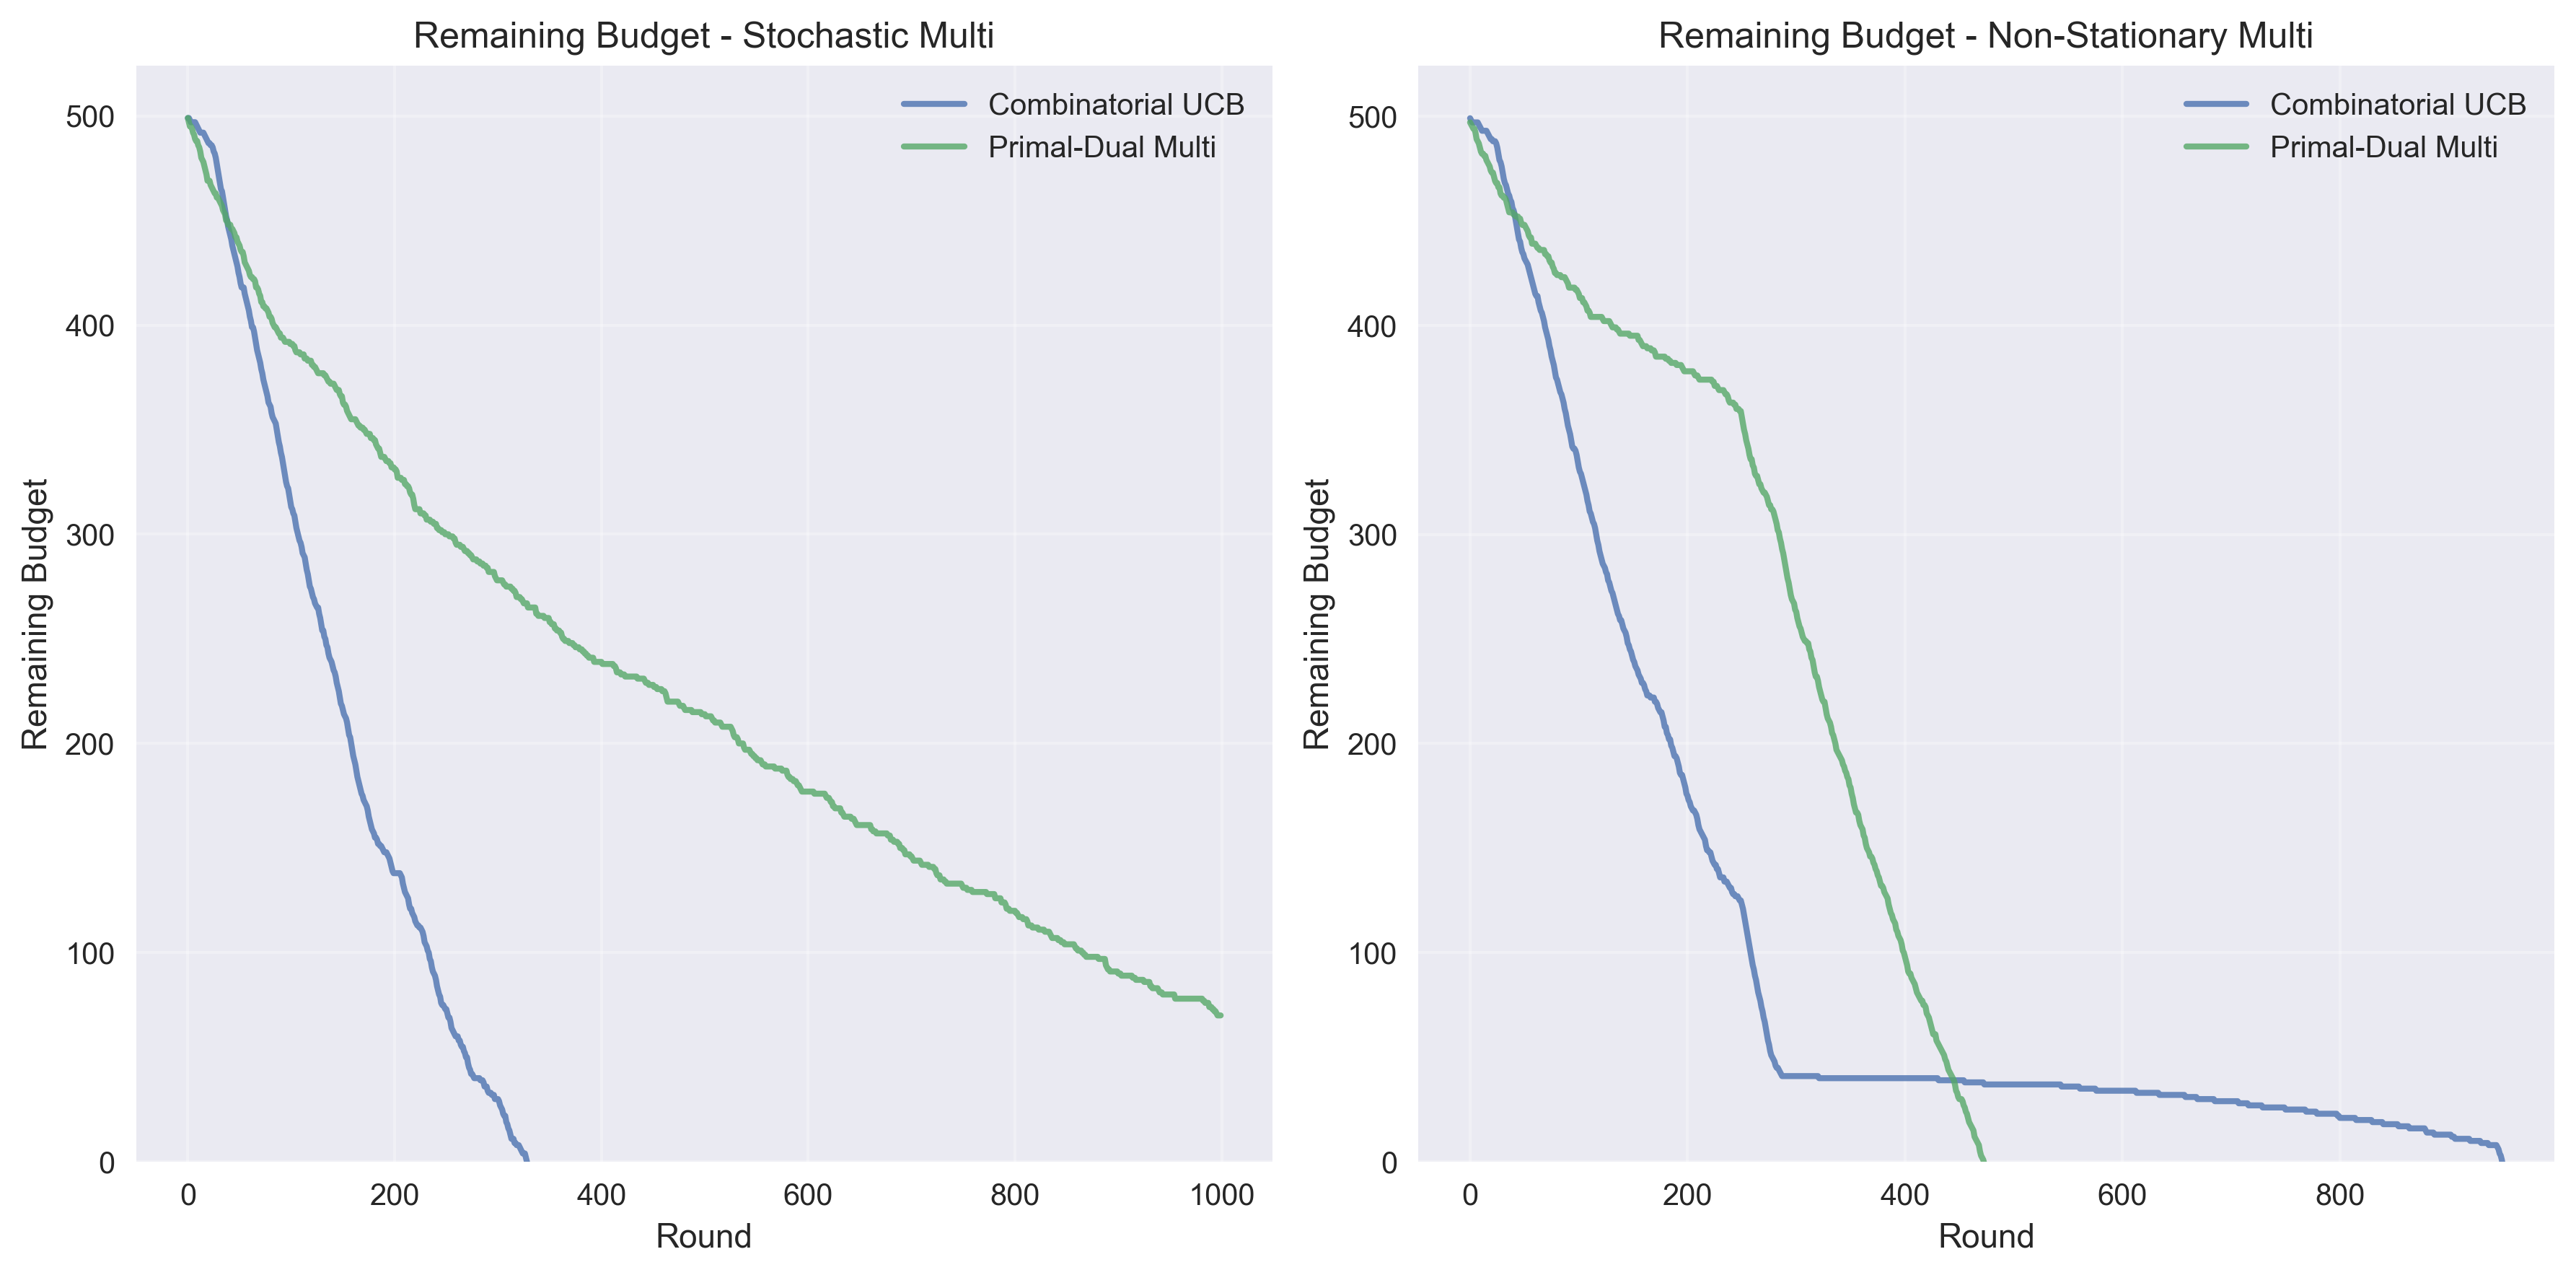 Remaining Budget - Stochastic Multi
Combinatorial UCB
Primal-Dual Multi
500
400
300
200
100
0
Remaining Budget
0 200 400 600 800 1000
Round
Remaining Budget - Non-Stationary Multi
Combinatorial UCB
Primal-Dual Multi
500
400
300
200
100
0
Remaining Budget
0 200 400 600 800
Round